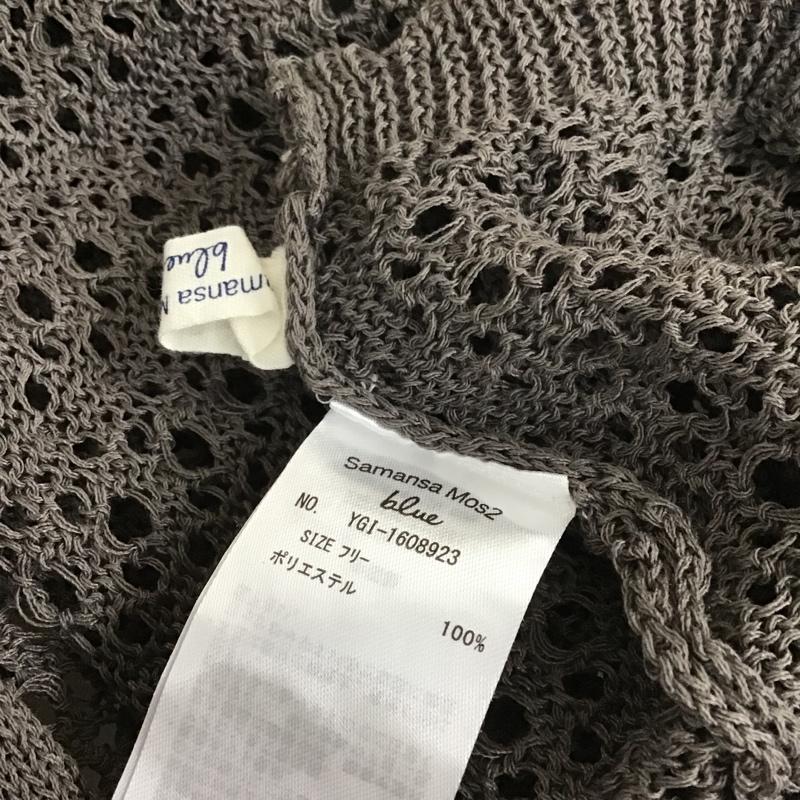 mansa
blue
Samansa Mos2
blue
NO. YGI-1608923
SIZE フリー
ポリエステル
100%